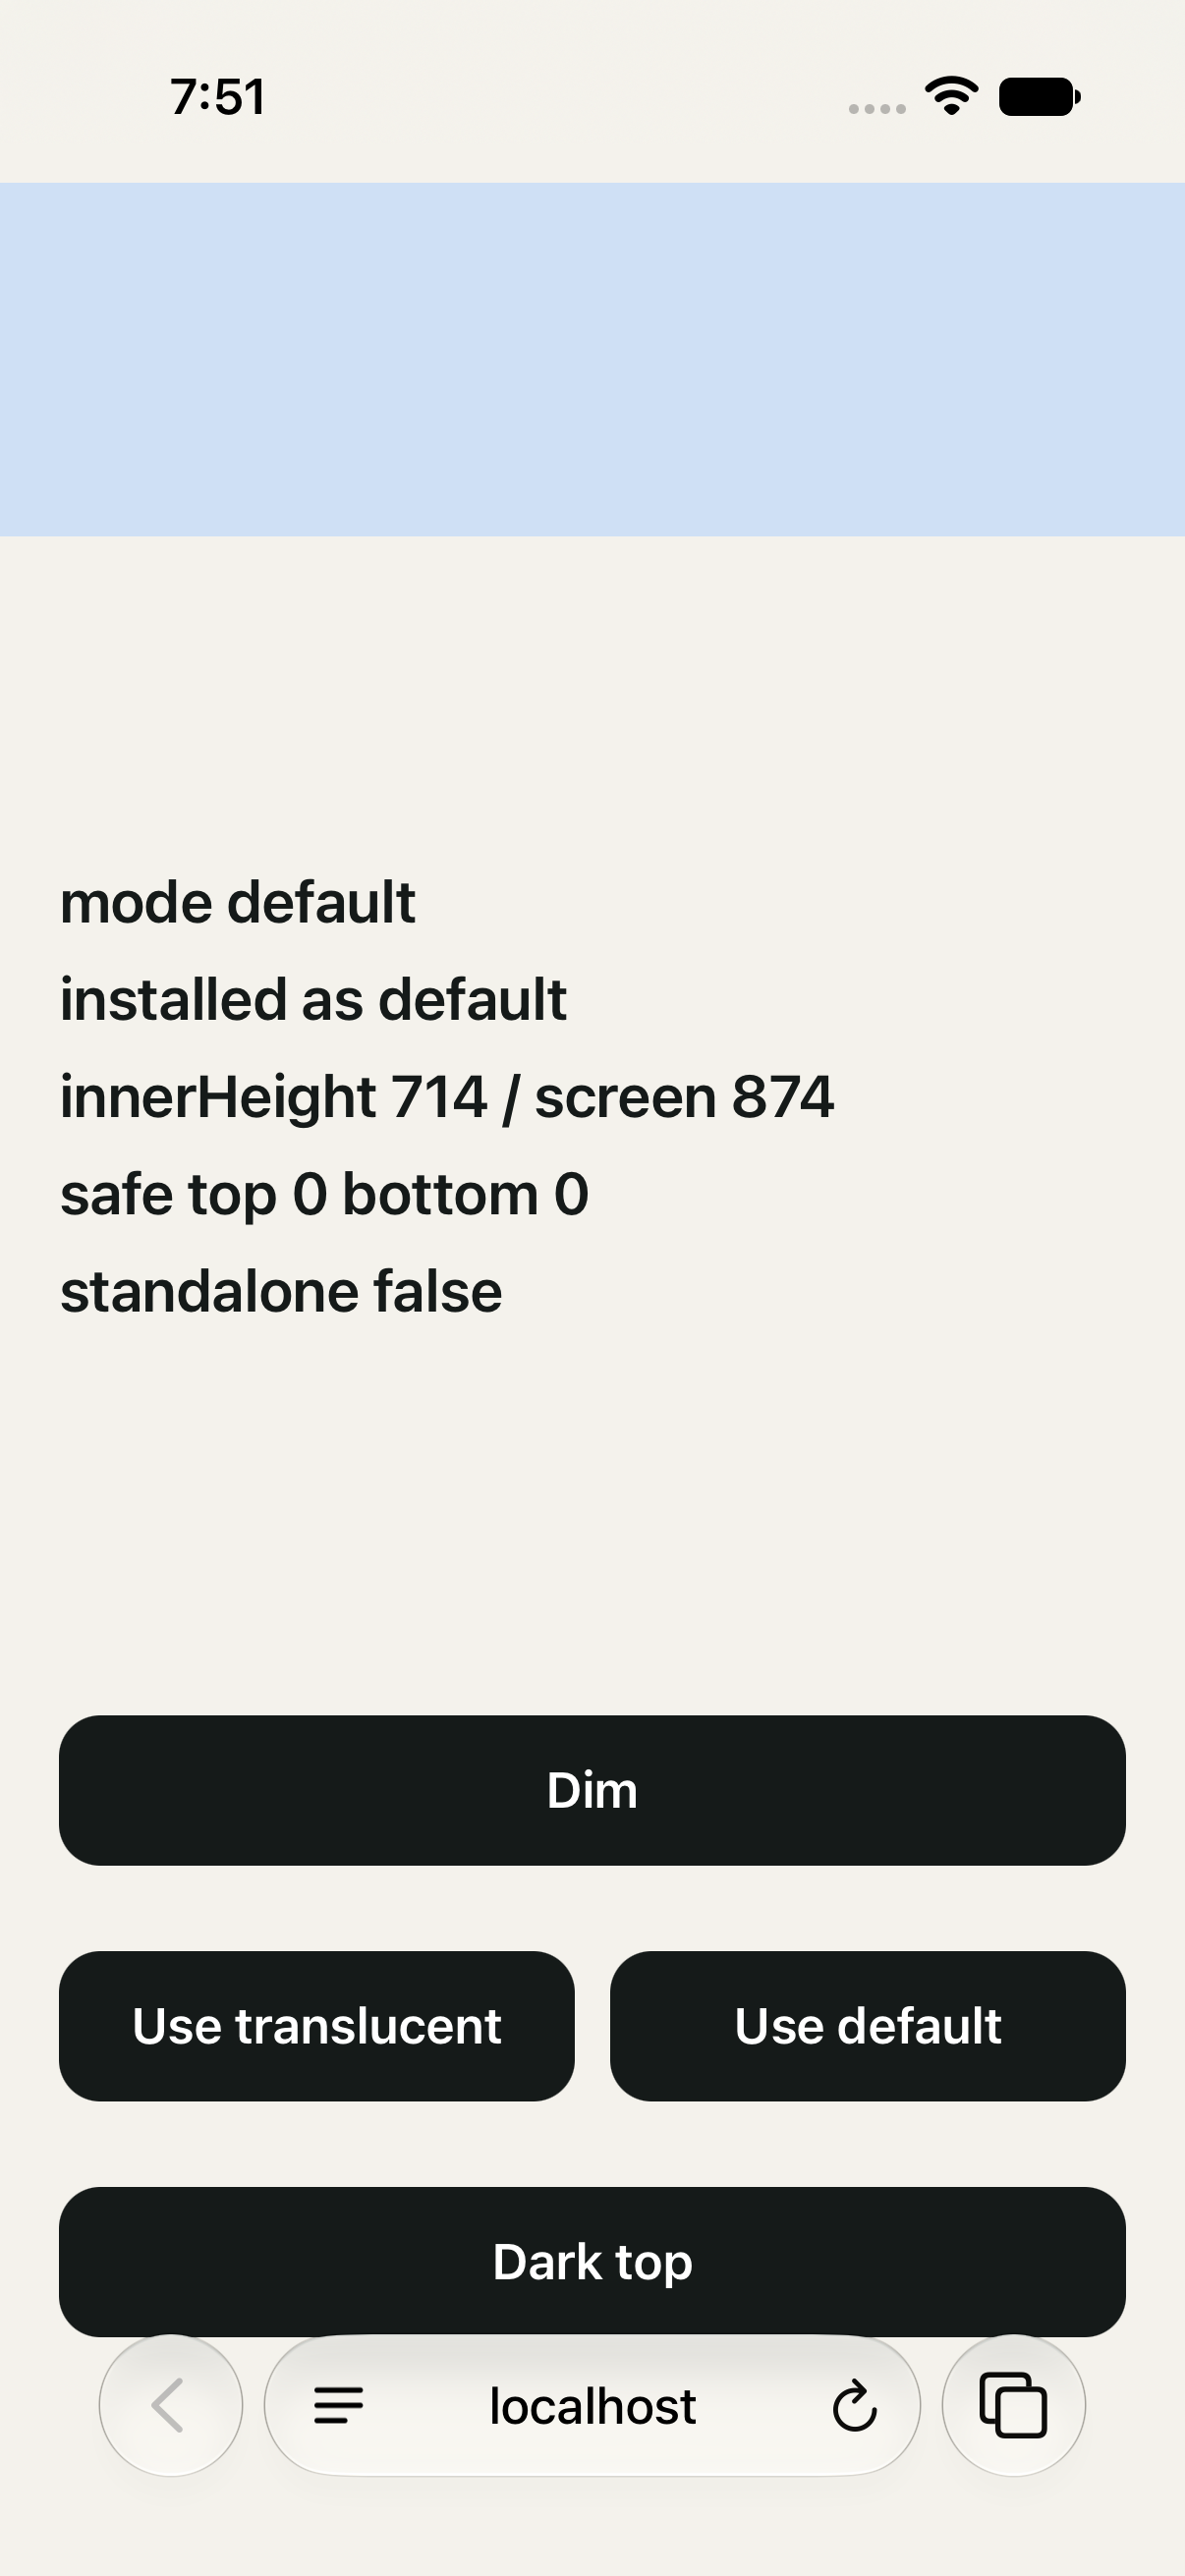 7:51
mode default
installed as default
innerHeight 714 / screen 874
safe top 0 bottom 0
standalone false
Dim
Use translucent
Use default
Dark top
localhost